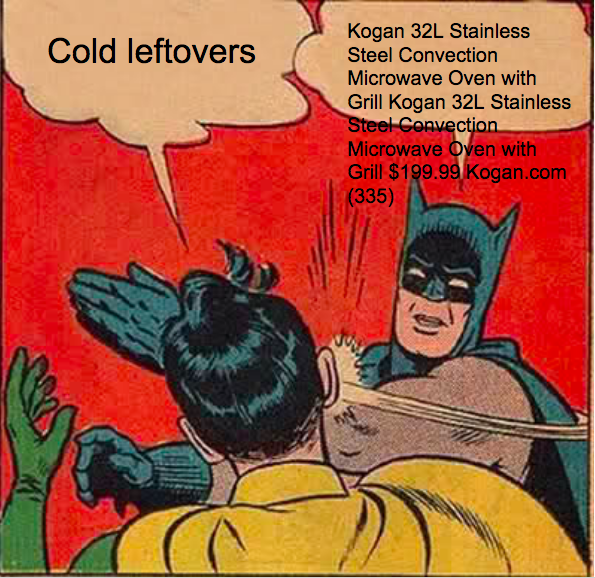 Cold leftovers
Kogan 32L Stainless
Steel Convection
Microwave Oven with
Grill Kogan 32L Stainless
Steel Convection
Microwave Oven with
Grill $199.99 Kogan.com
(335)